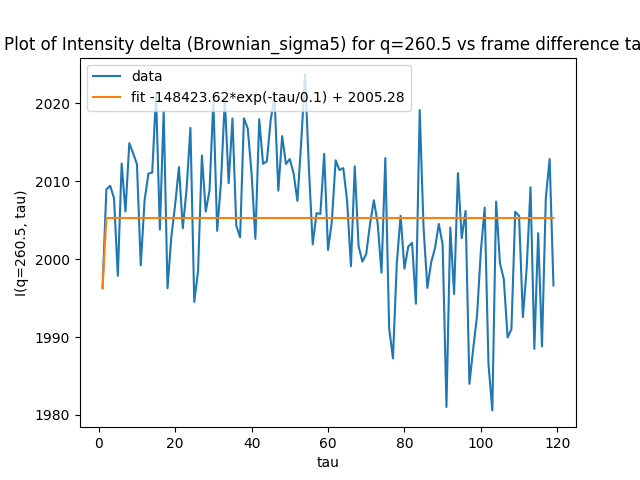 Plot of Intensity delta (Brownian_sigma5) for q=260.5 vs frame difference ta
data
fit -148423.62*exp(-tau/0.1) + 2005.28
I(q=260.5, tau)
2020
2010
2000
1990
1980
0 20 40 60 80 100 120
tau